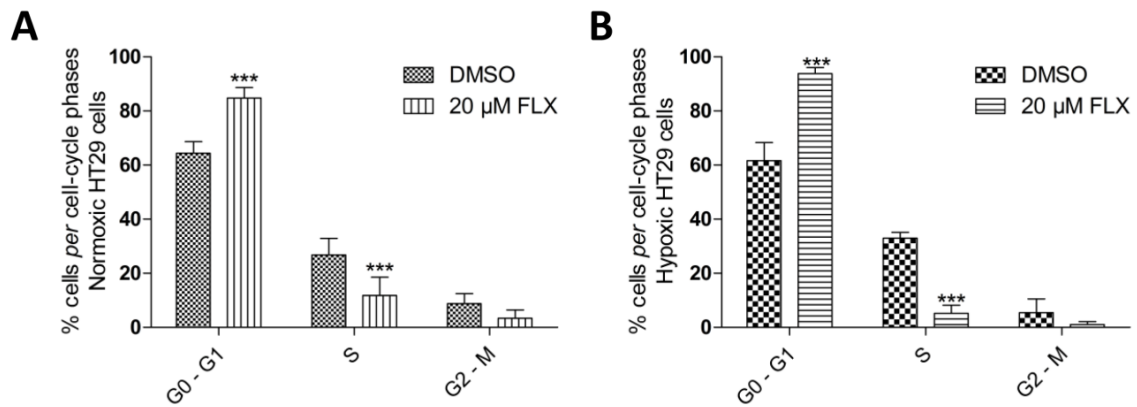 A
% cells per cell-cycle phases
Normoxic HT29 cells
100
80
60
40
20
0
***
***
DMSO
20 µM FLX
G0 - G1
S
G2 - M
B
% cells per cell-cycle phases
Hypoxic HT29 cells
100
80
60
40
20
0
***
***
DMSO
20 µM FLX
G0 - G1
S
G2 - M